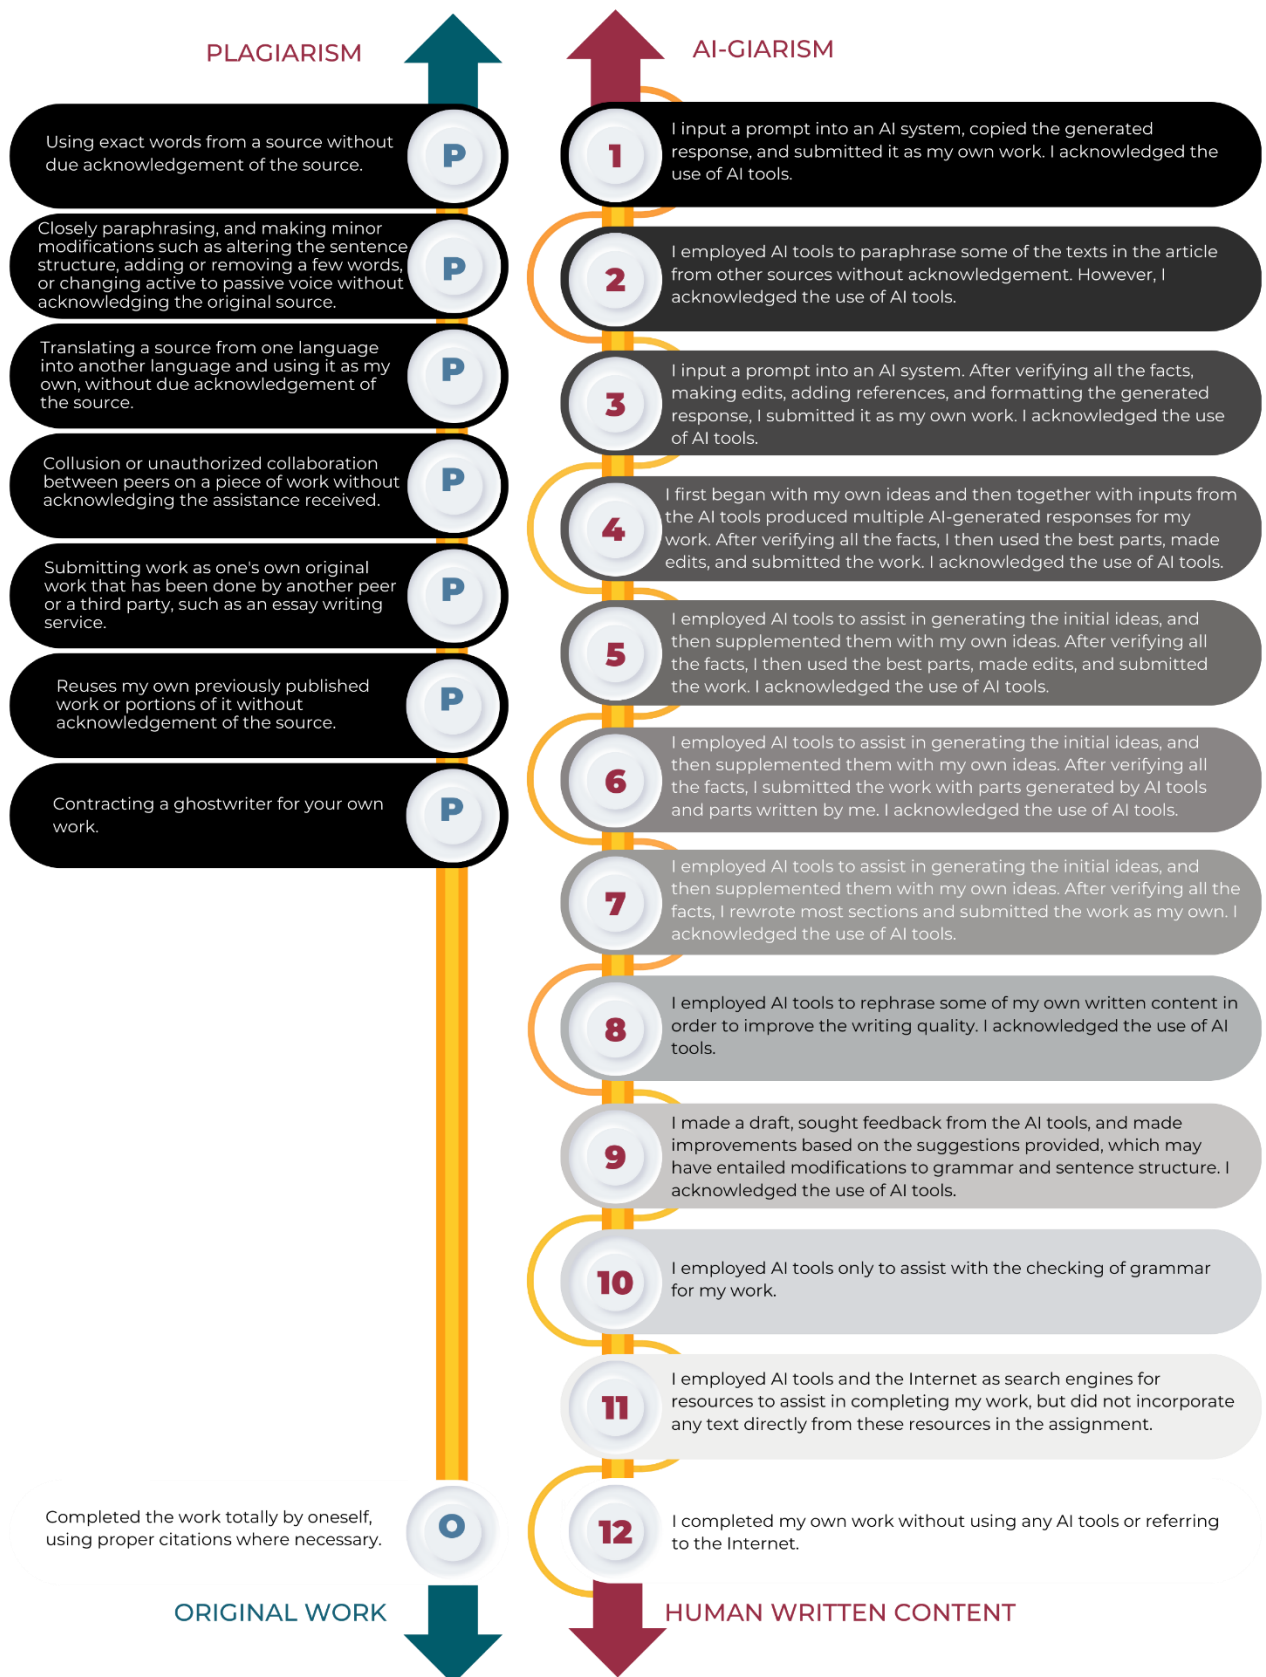 PLAGIARISM
Using exact words from a source without
due acknowledgement of the source.
P
Closely paraphrasing, and making minor
modifications such as altering the sentence
structure, adding or removing a few words,
or changing active to passive voice without
acknowledging the original source.
P
Translating a source from one language
into another language and using it as my
own, without due acknowledgement of
the source.
P
Collusion or unauthorized collaboration
between peers on a piece of work without
acknowledging the assistance received.
P
Submitting work as one's own original
work that has been done by another peer
or a third party, such as an essay writing
service.
P
Reuses my own previously published
work or portions of it without
acknowledgement of the source.
P
Contracting a ghostwriter for your own
work.
P
Completed the work totally by oneself,
using proper citations where necessary.
O
ORIGINAL WORK
AI-GIARISM
1
I input a prompt into an AI system, copied the generated
response, and submitted it as my own work. I acknowledged the
use of AI tools.
2
I employed AI tools to paraphrase some of the texts in the article
from other sources without acknowledgement. However, I
acknowledged the use of AI tools.
3
I input a prompt into an AI system. After verifying all the facts,
making edits, adding references, and formatting the generated
response, I submitted it as my own work. I acknowledged the use
of AI tools.
4
I first began with my own ideas and then together with inputs from
the AI tools produced multiple AI-generated responses for my
work. After verifying all the facts, I then used the best parts, made
edits, and submitted the work. I acknowledged the use of AI tools.
5
I employed AI tools to assist in generating the initial ideas, and
then supplemented them with my own ideas. After verifying all
the facts, I then used the best parts, made edits, and submitted
the work. I acknowledged the use of AI tools.
6
I employed AI tools to assist in generating the initial ideas, and
then supplemented them with my own ideas. After verifying all
the facts, I submitted the work with parts generated by AI tools
and parts written by me. I acknowledged the use of AI tools.
7
I employed AI tools to assist in generating the initial ideas, and
then supplemented them with my own ideas. After verifying all the
facts, I rewrote most sections and submitted the work as my own. I
acknowledged the use of AI tools.
8
I employed AI tools to rephrase some of my own written content in
order to improve the writing quality. I acknowledged the use of AI
tools.
9
I made a draft, sought feedback from the AI tools, and made
improvements based on the suggestions provided, which may
have entailed modifications to grammar and sentence structure. I
acknowledged the use of AI tools.
10
I employed AI tools only to assist with the checking of grammar
for my work.
11
I employed AI tools and the Internet as search engines for
resources to assist in completing my work, but did not incorporate
any text directly from these resources in the assignment.
12
I completed my own work without using any AI tools or referring
to the Internet.
HUMAN WRITTEN CONTENT